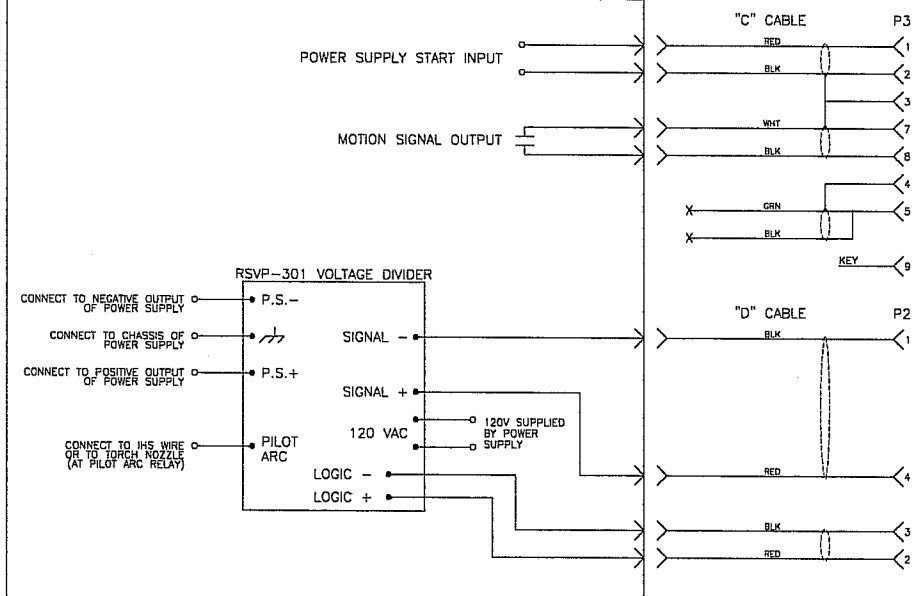 "C" CABLE P3
POWER SUPPLY START INPUT
RED 1
BLK 2
3
MOTION SIGNAL OUTPUT
WHT 7
BLK 8
4
GRN 5
BLK
KEY 9
RSVP-301 VOLTAGE DIVIDER
CONNECT TO NEGATIVE OUTPUT
OF POWER SUPPLY
P.S.-
CONNECT TO CHASSIS OF
POWER SUPPLY
CONNECT TO POSITIVE OUTPUT
OF POWER SUPPLY
P.S.+
CONNECT TO IHS WIRE
OR TO TORCH NOZZLE
(AT PILOT ARC RELAY)
PILOT
ARC
SIGNAL -
SIGNAL +
120 VAC
120V SUPPLIED
BY POWER
SUPPLY
LOGIC -
LOGIC +
"D" CABLE P2
BLK 1
RED 4
BLK 3
RED 2